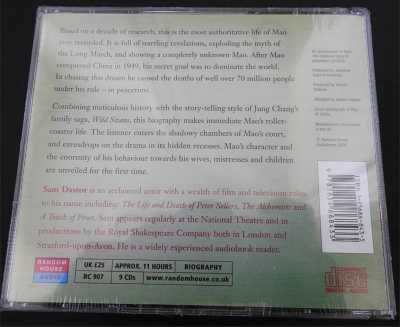 Based on a decade of research, this is the most authoritative life of Mao
ever recorded. It is full of startling revelations, exploding the myth of
the Long March, and showing a completely unknown Mao. After Mao
conquered China in 1949, his secret goal was to dominate the world.
In chasing this dream he caused the deaths of well over 70 million people
under his rule – in peacetime.
Combining meticulous history with the story-telling style of Jung Chang's
family saga, Wild Swans, this biography makes immediate Mao's roller-
coaster life. The listener enters the shadowy chambers of Mao's court,
and eavesdrops on the drama in its hidden recesses. Mao's character and
the enormity of his behaviour towards his wives, mistresses and children
are unveiled for the first time.
Sam Dastor is an acclaimed actor with a wealth of film and television roles
to his name including: The Life and Death of Peter Sellers, The Alchemists and
A Touch of Frost. Sam appears regularly at the National Theatre and in
productions by the Royal Shakespeare Company both in London and
Stratford-upon-Avon. He is a widely experienced audiobook reader.
RANDOM
HOUSE
AUDIO
UK £25
APPROX. 11 HOURS
BIOGRAPHY
RC 907
9 CDs
www.randomhouse.co.uk